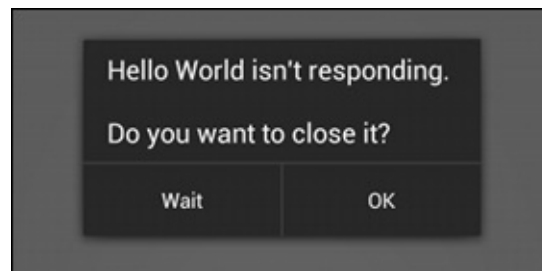 Hello World isn't responding.
Do you want to close it?
Wait
OK